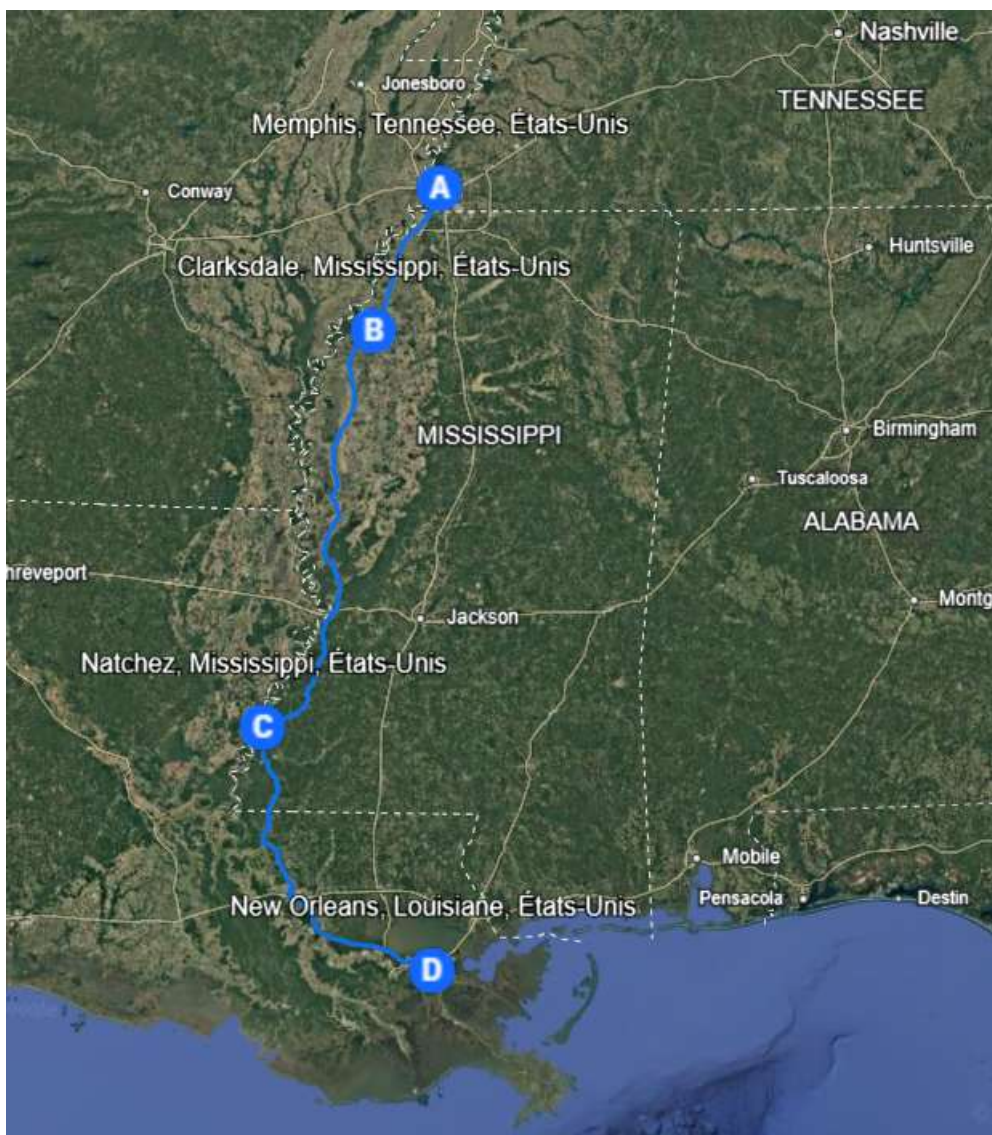 Nashville
Jonesboro
TENNESSEE
Memphis, Tennessee, États-Unis
A
Conway
Huntsville
Clarksdale, Mississippi, États-Unis
B
MISSISSIPPI
Birmingham
Tuscaloosa
ALABAMA
hreveport
Montg
Jackson
Natchez, Mississippi, États-Unis
C
Mobile
Pensacola
Destin
New Orleans, Louisiane, États-Unis
D